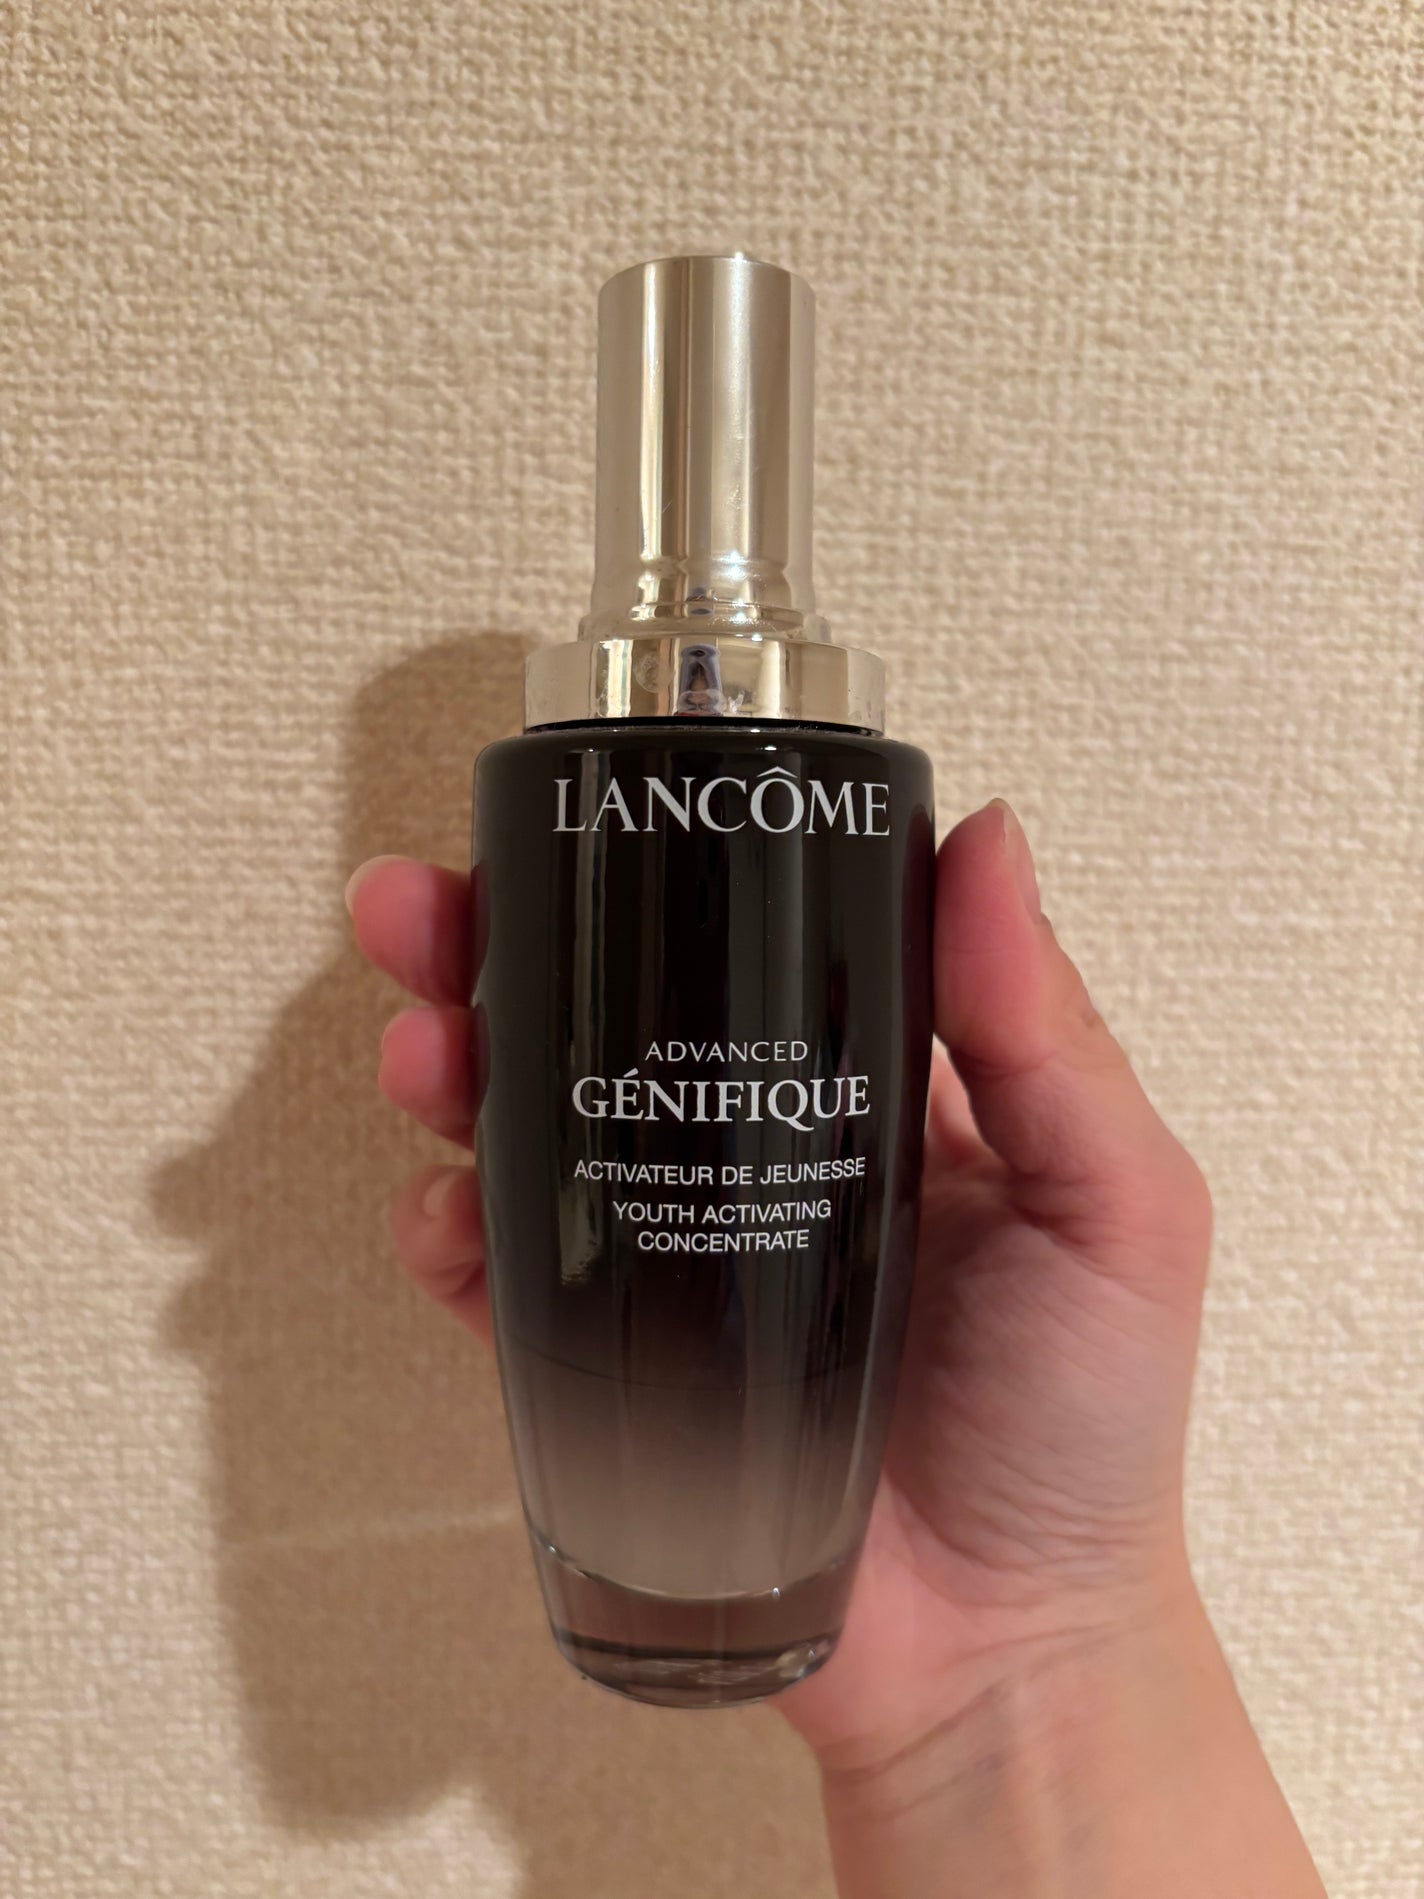 LANCÔME
ADVANCED
GÉNIFIQUE
ACTIVATEUR DE JEUNESSE
YOUTH ACTIVATING
CONCENTRATE